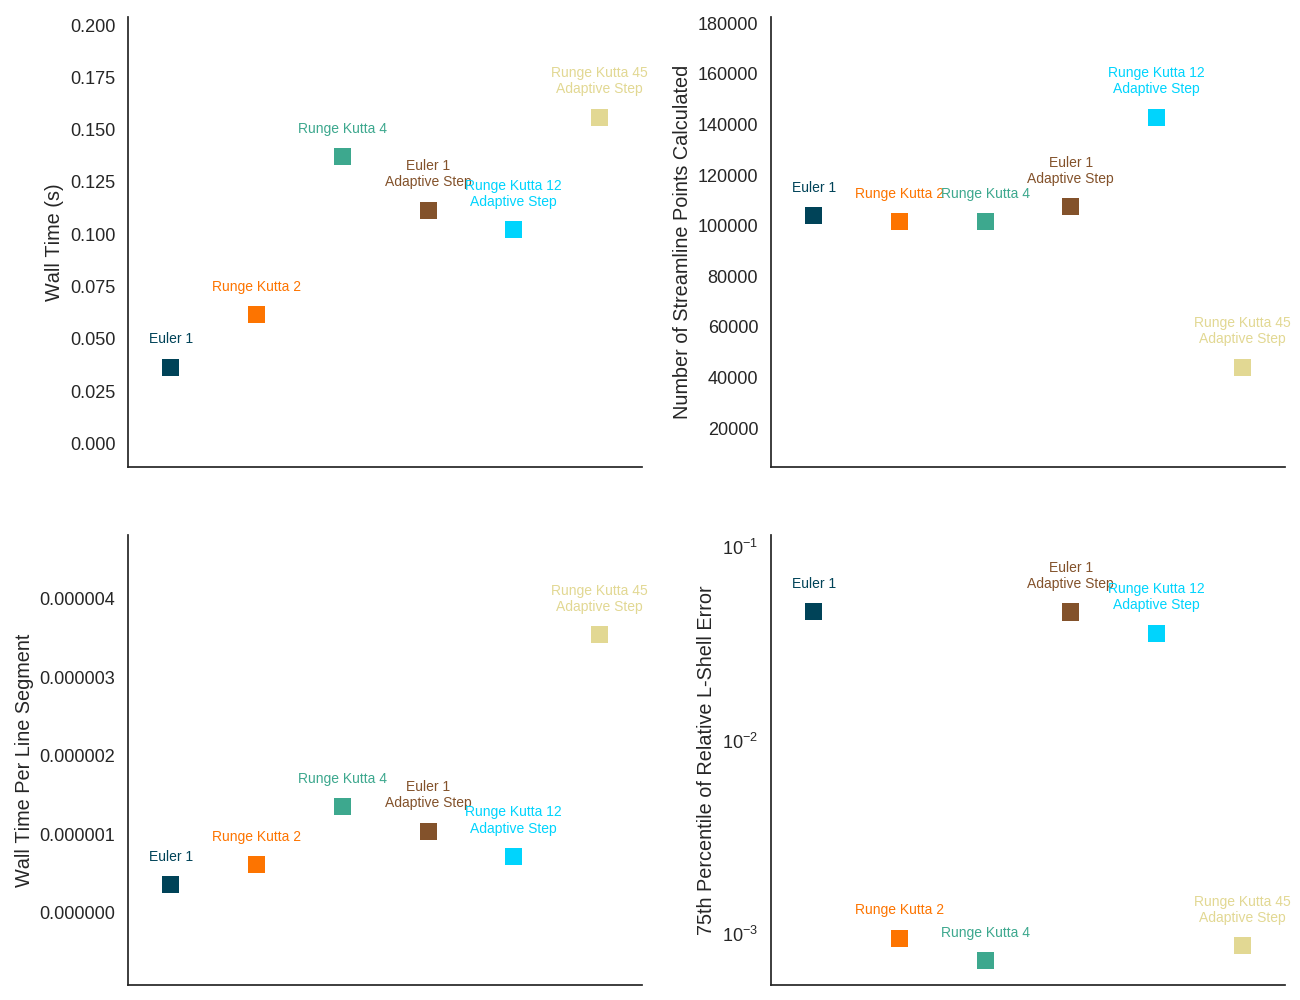 0.200
0.175
0.150
0.125
0.100
0.075
0.050
0.025
0.000
Wall Time (s)
Euler 1
Runge Kutta 2
Runge Kutta 4
Euler 1
Adaptive Step
Runge Kutta 12
Adaptive Step
Runge Kutta 45
Adaptive Step
180000
160000
140000
120000
100000
80000
60000
40000
20000
Number of Streamline Points Calculated
Euler 1
Runge Kutta 2
Runge Kutta 4
Euler 1
Adaptive Step
Runge Kutta 12
Adaptive Step
Runge Kutta 45
Adaptive Step
0.000004
0.000003
0.000002
0.000001
0.000000
Wall Time Per Line Segment
Euler 1
Runge Kutta 2
Runge Kutta 4
Euler 1
Adaptive Step
Runge Kutta 12
Adaptive Step
Runge Kutta 45
Adaptive Step
10⁻¹
10⁻²
10⁻³
75th Percentile of Relative L-Shell Error
Euler 1
Runge Kutta 2
Runge Kutta 4
Euler 1
Adaptive Step
Runge Kutta 12
Adaptive Step
Runge Kutta 45
Adaptive Step